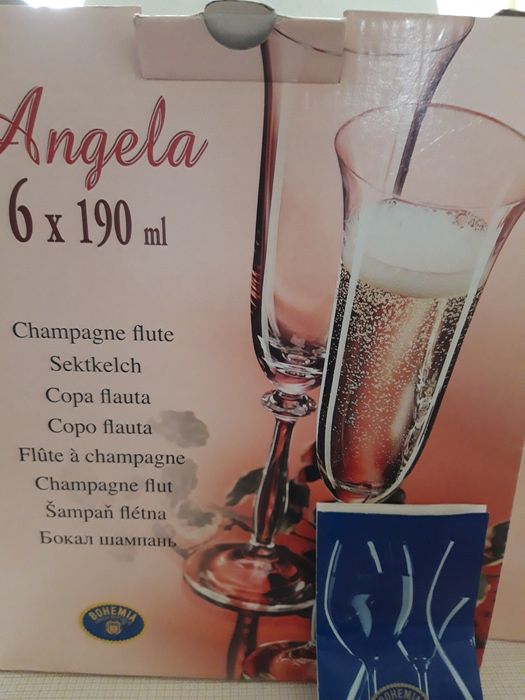 Angela
6 x 190 ml
Champagne flute
Sektkelch
Copa flauta
Copo flauta
Flûte à champagne
Champagne flut
Šampaň flétna
Бокал шампань
BOHEMIA
BOHEMIA